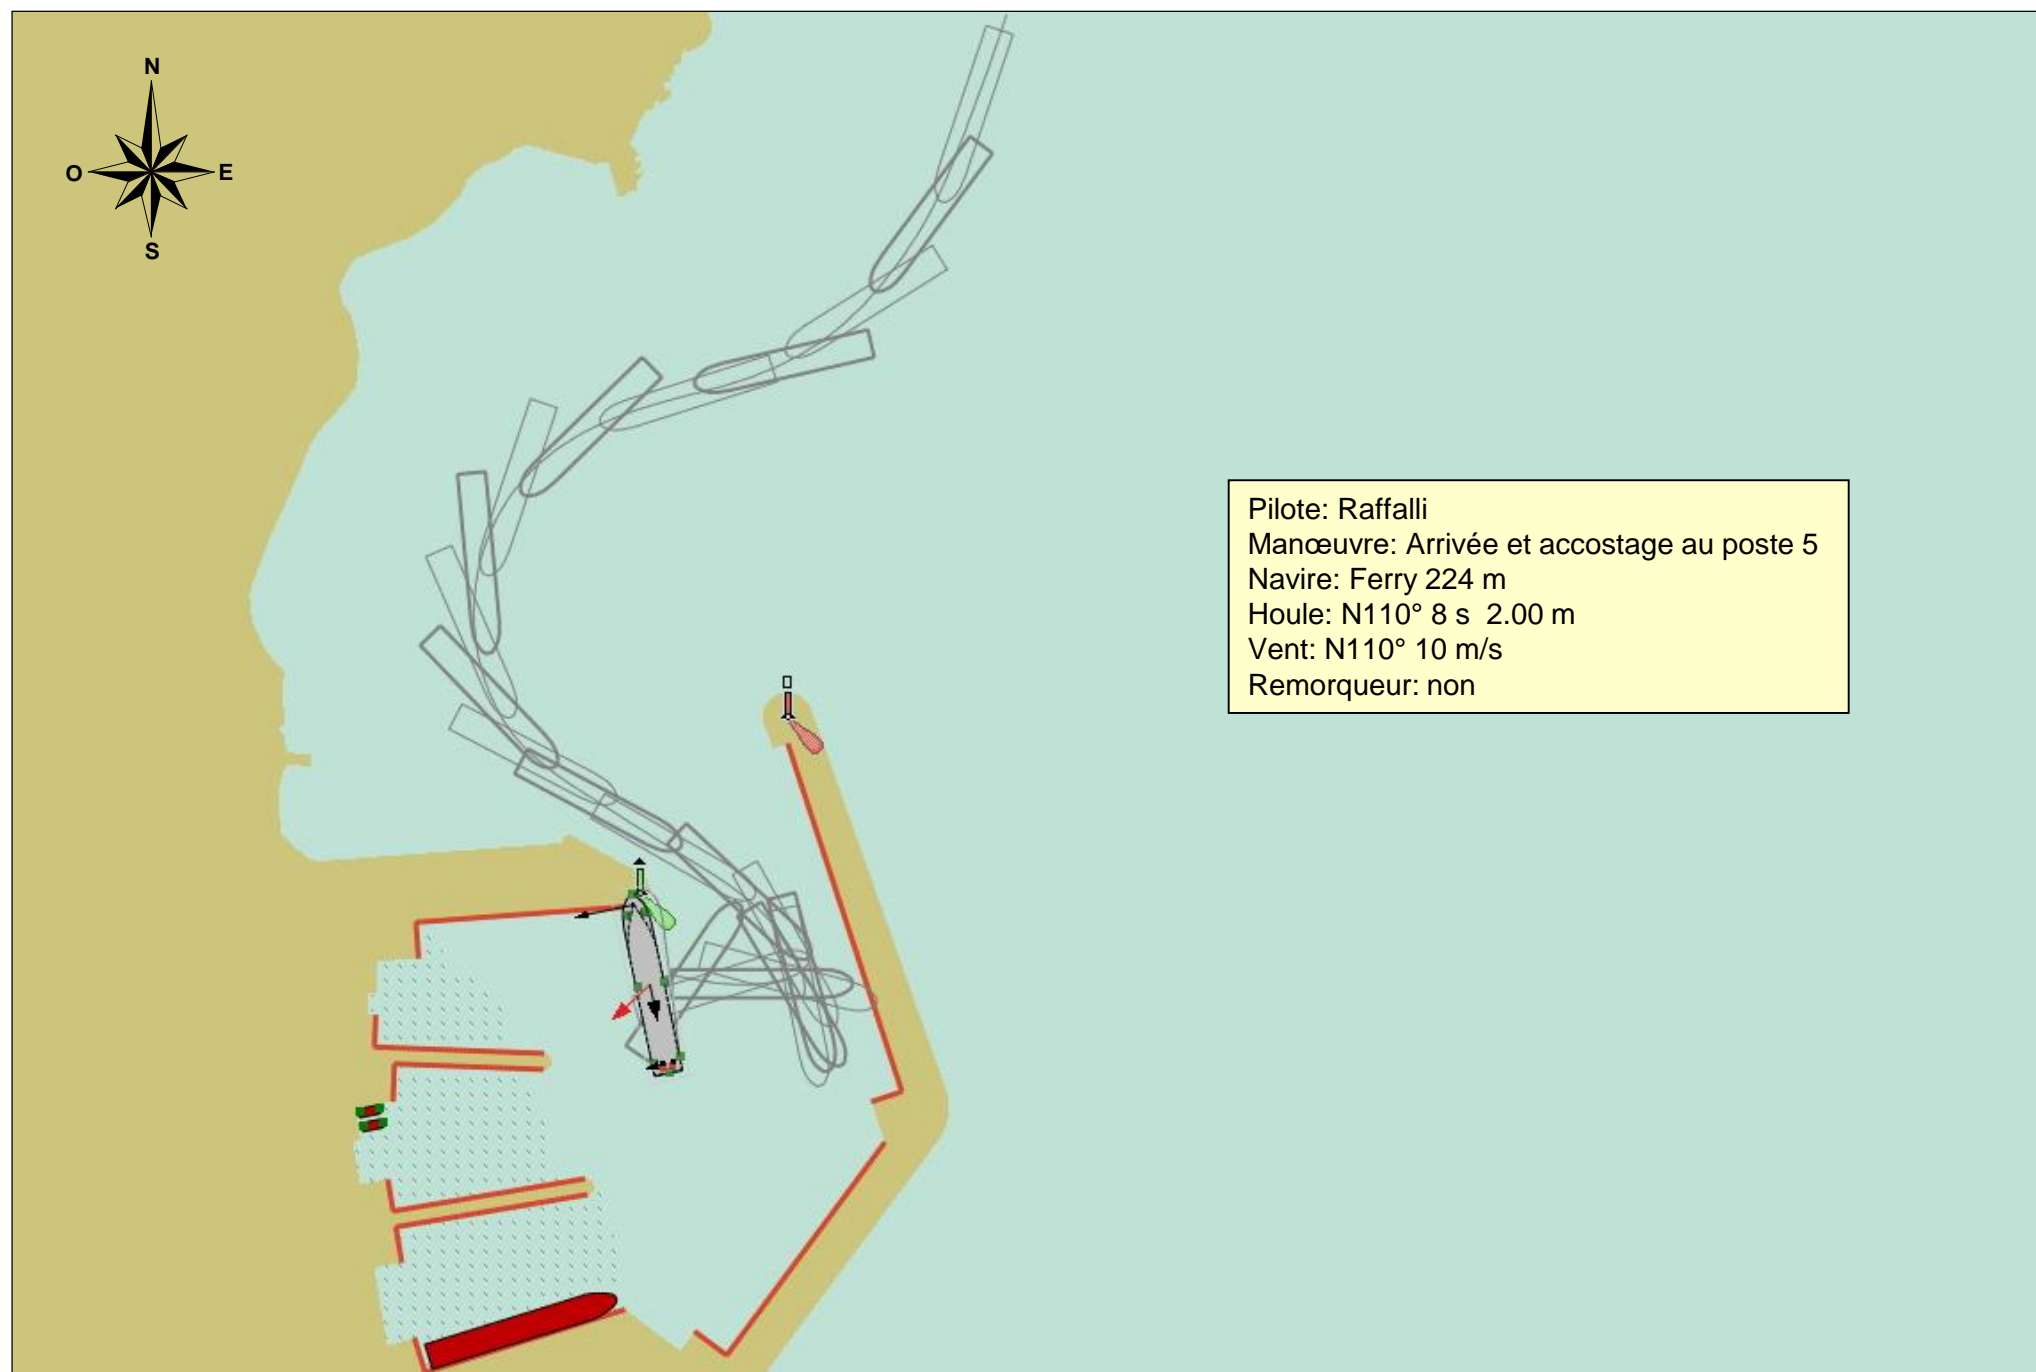 N
O
E
S
Pilote: Raffalli
Manœuvre: Arrivée et accostage au poste 5
Navire: Ferry 224 m
Houle: N110° 8 s  2.00 m
Vent: N110° 10 m/s
Remorqueur: non